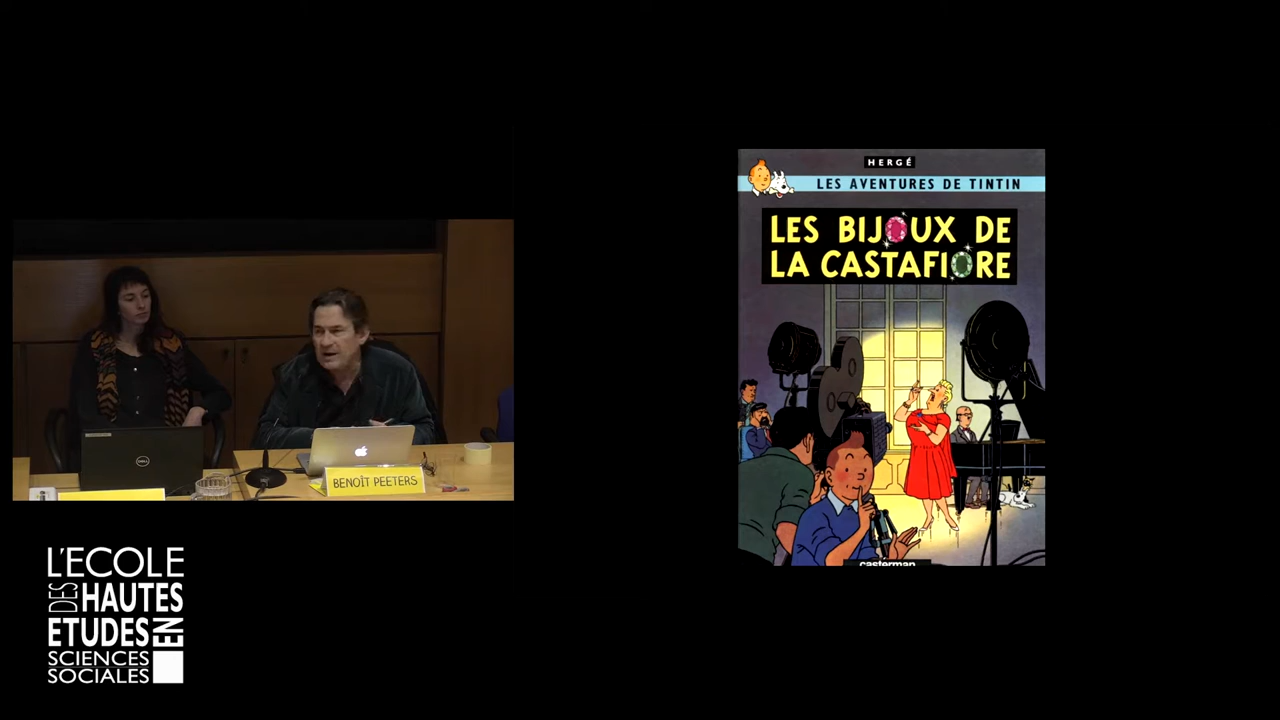 BENOÎT PEETERS
DELL
L'ECOLE
DES HAUTES
ETUDES EN
SCIENCES
SOCIALES
HERGÉ
LES AVENTURES DE TINTIN
LES BIJOUX DE
LA CASTAFIORE
casterman